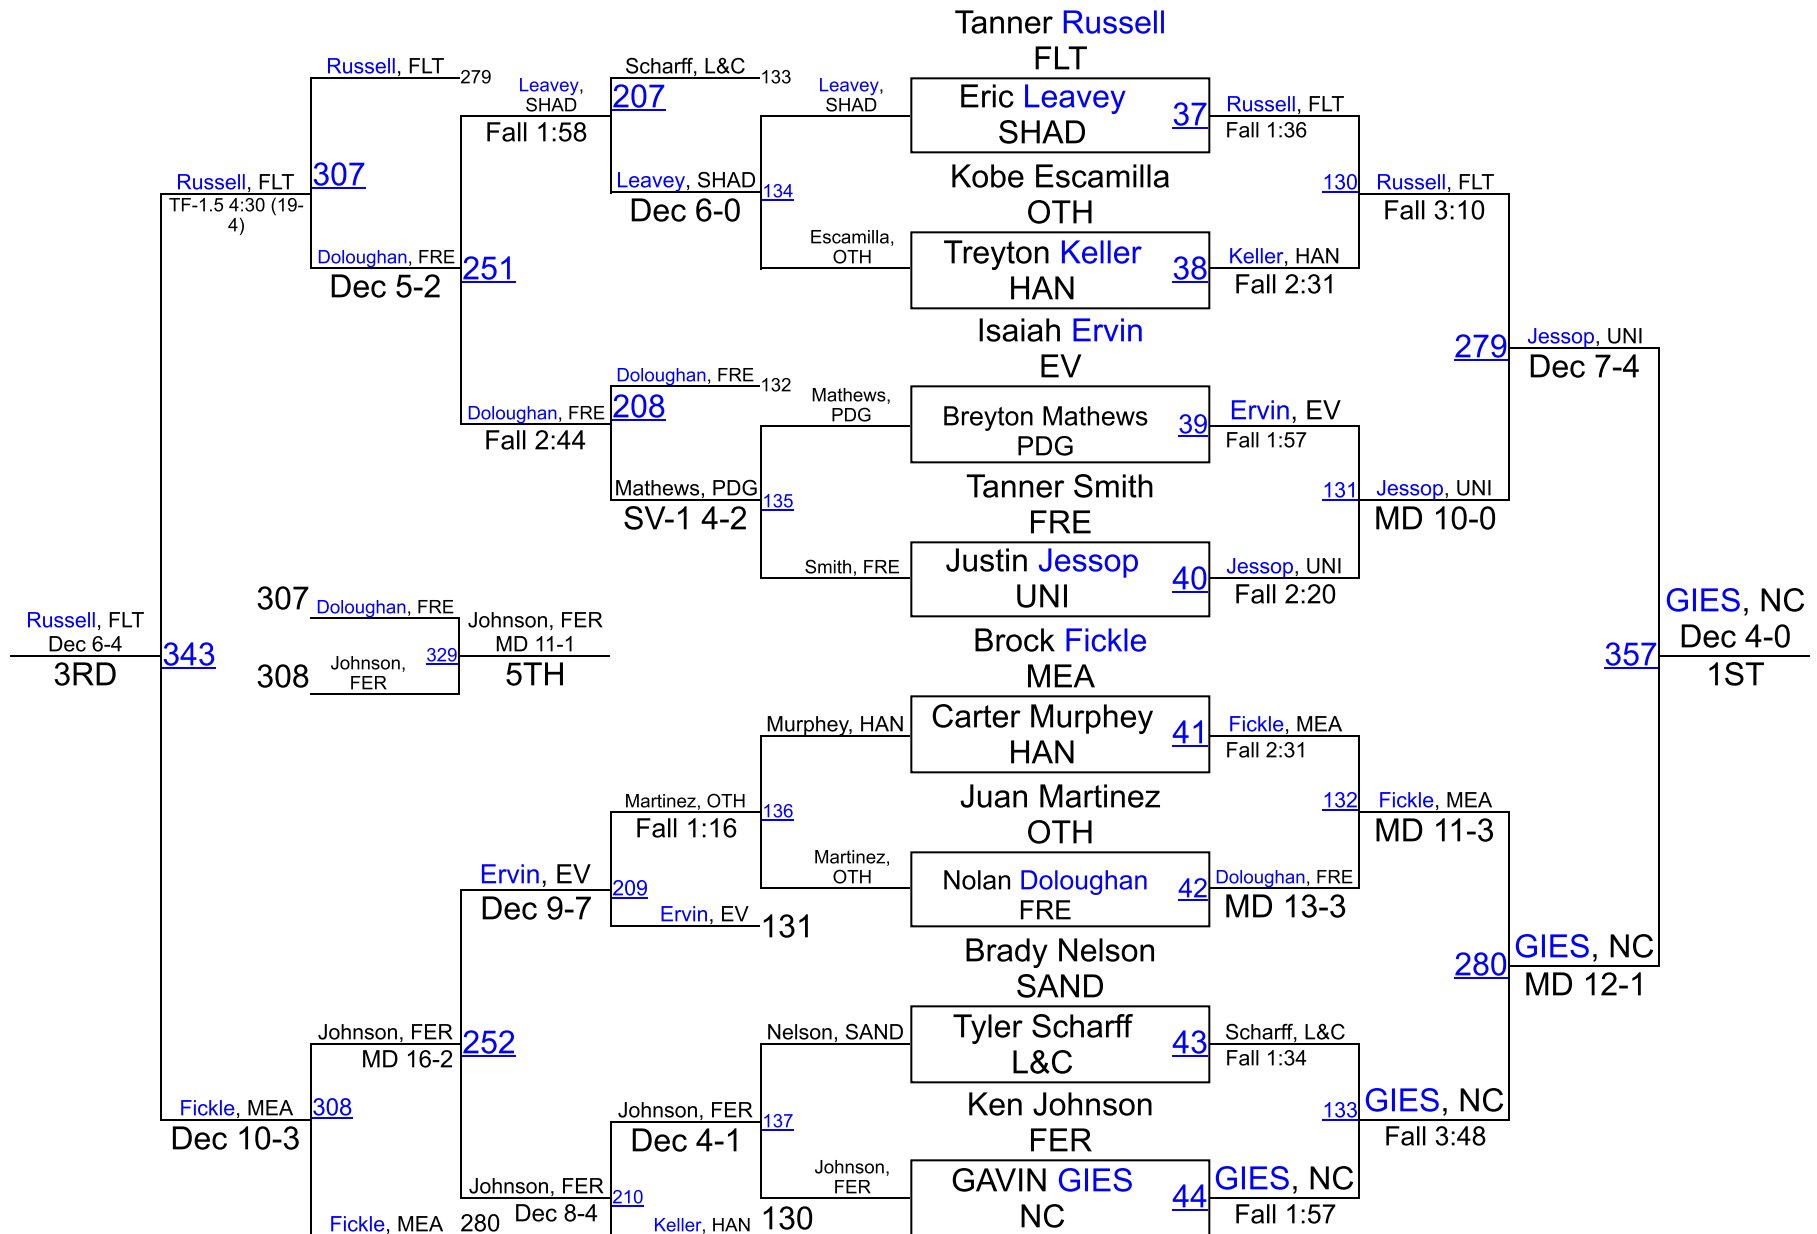 Tanner Russell
FLT
Russell, FLT
279
Leavey,
SHAD
Fall 1:58
Scharff, L&C
133
207
Leavey,
SHAD
Eric Leavey
SHAD
37
Russell, FLT
Fall 1:36
Russell, FLT
TF-1.5 4:30 (19-
4)
307
Leavey, SHAD
Dec 6-0
134
Kobe Escamilla
OTH
130
Russell, FLT
Fall 3:10
Doloughan, FRE
Dec 5-2
251
Escamilla,
OTH
Treyton Keller
HAN
38
Keller, HAN
Fall 2:31
Isaiah Ervin
EV
279
Jessop, UNI
Dec 7-4
Doloughan, FRE
Fall 2:44
Doloughan, FRE
132
208
Mathews,
PDG
Breyton Mathews
PDG
39
Ervin, EV
Fall 1:57
Mathews, PDG
SV-1 4-2
135
Tanner Smith
FRE
131
Jessop, UNI
MD 10-0
Smith, FRE
Justin Jessop
UNI
40
Jessop, UNI
Fall 2:20
Russell, FLT
Dec 6-4
3RD
343
307
Doloughan, FRE
308
Johnson,
FER
329
Johnson, FER
MD 11-1
5TH
Brock Fickle
MEA
357
GIES, NC
Dec 4-0
1ST
Murphey, HAN
Carter Murphey
HAN
41
Fickle, MEA
Fall 2:31
Martinez, OTH
Fall 1:16
136
Juan Martinez
OTH
132
Fickle, MEA
MD 11-3
Ervin, EV
Dec 9-7
209
Ervin, EV
131
Martinez,
OTH
Nolan Doloughan
FRE
42
Doloughan, FRE
MD 13-3
Brady Nelson
SAND
280
GIES, NC
MD 12-1
Johnson, FER
MD 16-2
252
Nelson, SAND
Tyler Scharff
L&C
43
Scharff, L&C
Fall 1:34
Fickle, MEA
Dec 10-3
308
Johnson, FER
Dec 4-1
137
Ken Johnson
FER
133
GIES, NC
Fall 3:48
Johnson, FER
Dec 8-4
210
Johnson,
FER
GAVIN GIES
NC
44
GIES, NC
Fall 1:57
Fickle, MEA
280
Keller, HAN
130